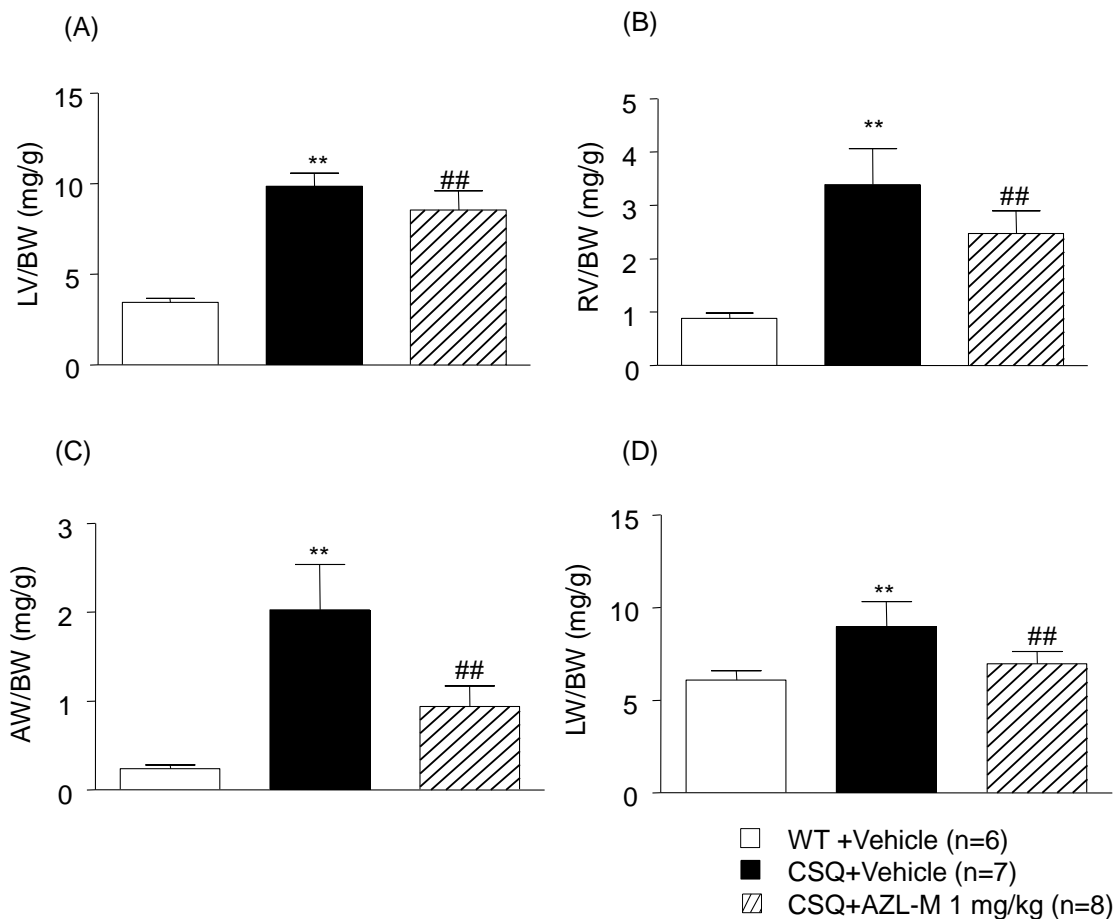 (A)
LV/BW (mg/g)
15
10
5
0
**
##
(B)
RV/BW (mg/g)
5
4
3
2
1
0
**
##
(C)
AW/BW (mg/g)
3
2
1
0
**
##
(D)
LW/BW (mg/g)
15
10
5
0
**
##
WT +Vehicle (n=6)
CSQ+Vehicle (n=7)
CSQ+AZL-M 1 mg/kg (n=8)